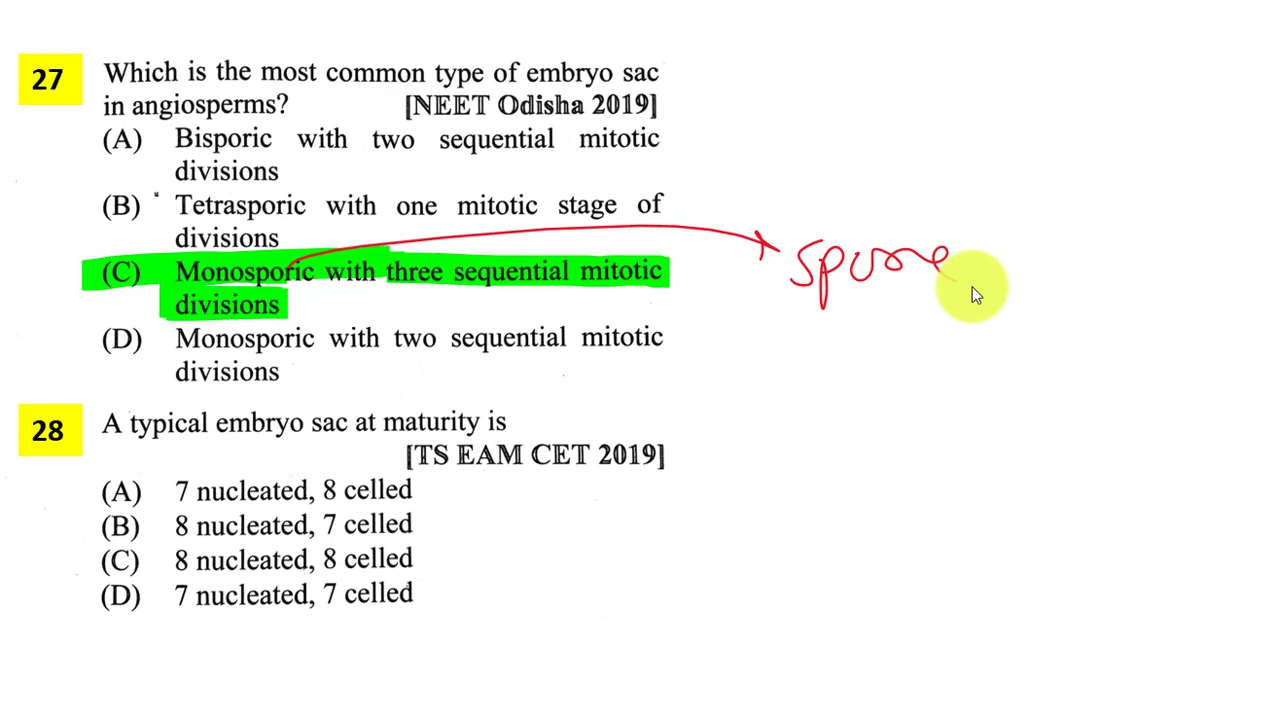 27 Which is the most common type of embryo sac
in angiosperms? [NEET Odisha 2019]
(A) Bisporic with two sequential mitotic
divisions
(B) Tetrasporic with one mitotic stage of
divisions
(C) Monosporic with three sequential mitotic
divisions
spore
(D) Monosporic with two sequential mitotic
divisions
28 A typical embryo sac at maturity is
[TS EAM CET 2019]
(A) 7 nucleated, 8 celled
(B) 8 nucleated, 7 celled
(C) 8 nucleated, 8 celled
(D) 7 nucleated, 7 celled